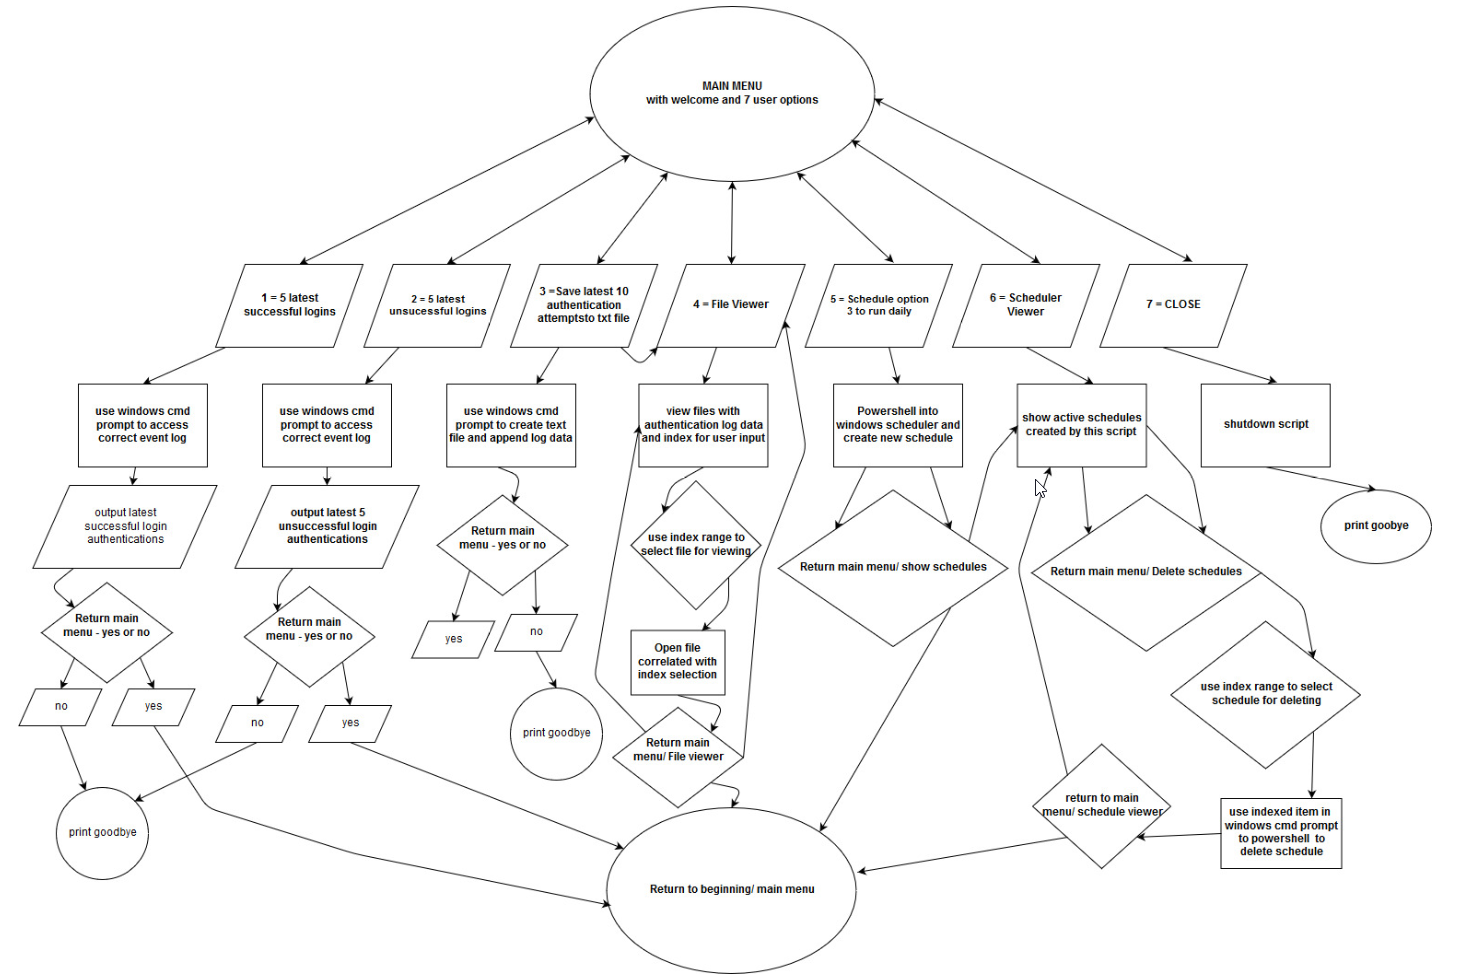 MAIN MENU
with welcome and 7 user options
1 = 5 latest
successful logins
2 = 5 latest
unsucessful logins
3 =Save latest 10
authentication
attemptsto txt file
4 = File Viewer
5 = Schedule option
3 to run daily
6 = Scheduler
Viewer
7 = CLOSE
use windows cmd
prompt to access
correct event log
use windows cmd
prompt to access
correct event log
use windows cmd
prompt to create text
file and append log data
view files with
authentication log data
and index for user input
Powershell into
windows scheduler and
create new schedule
show active schedules
created by this script
shutdown script
output latest
successful login
authentications
output latest 5
unsuccessful login
authentications
Return main
menu - yes or no
use index range to
select file for viewing
Return main menu/ show schedules
Return main menu/ Delete schedules
print goobye
Return main
menu - yes or no
Return main
menu - yes or no
yes
no
Open file
correlated with
index selection
use index range to select
schedule for deleting
no
yes
no
yes
print goodbye
Return main
menu/ File viewer
return to main
menu/ schedule viewer
use indexed item in
windows cmd prompt
to powershell to
delete schedule
print goodbye
Return to beginning/ main menu